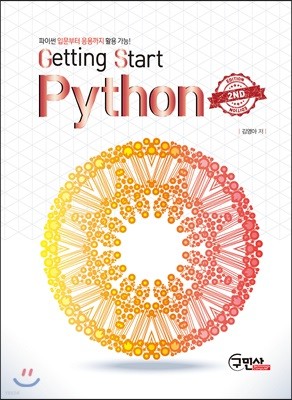 파이썬 입문부터 응용까지 활용 가능!
Getting Start
Python
EDITION
2ND
| 김영아 저 |
구민사